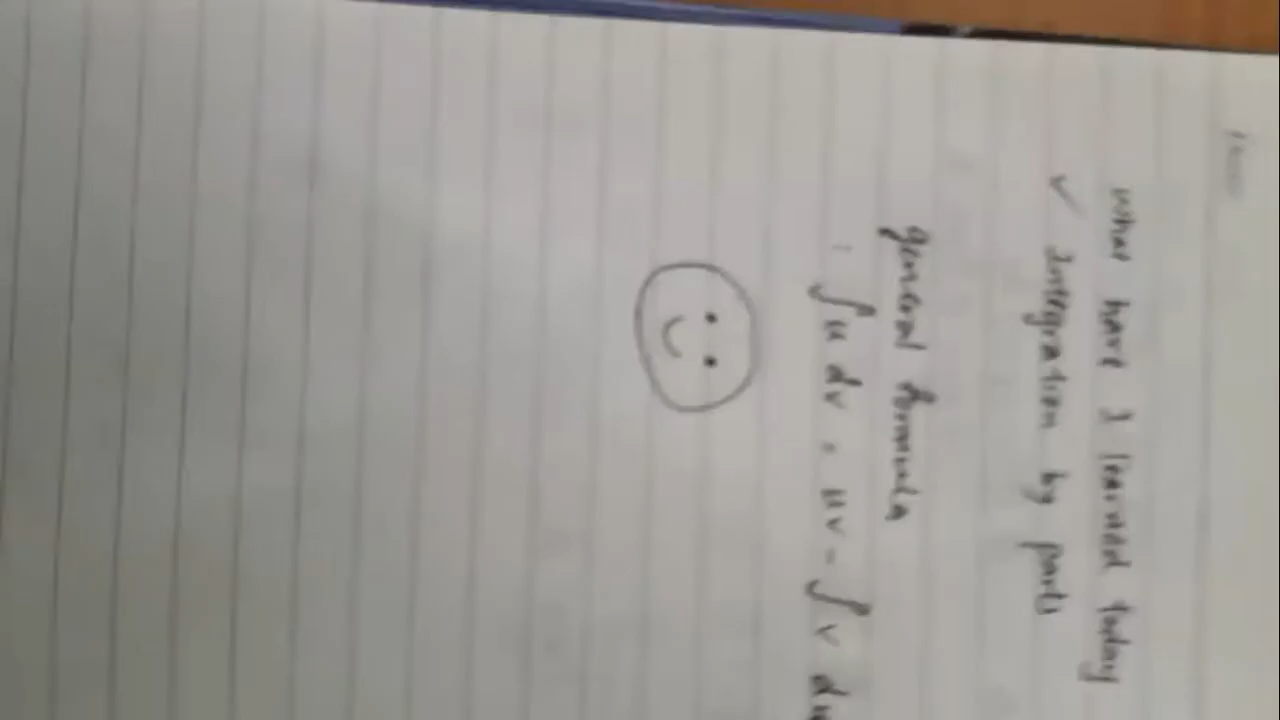 what have I learned today
✓ Integration by parts
general formula
: ∫u dv = uv - ∫v du